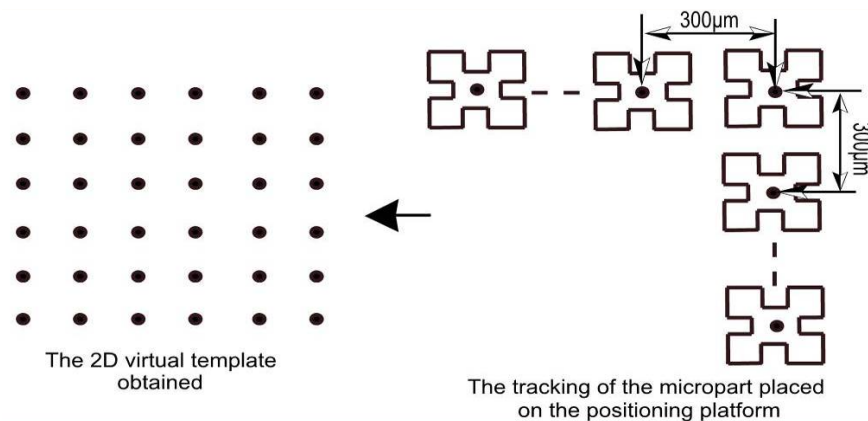 300µm
300µm
The 2D virtual template
obtained
The tracking of the micropart placed
on the positioning platform